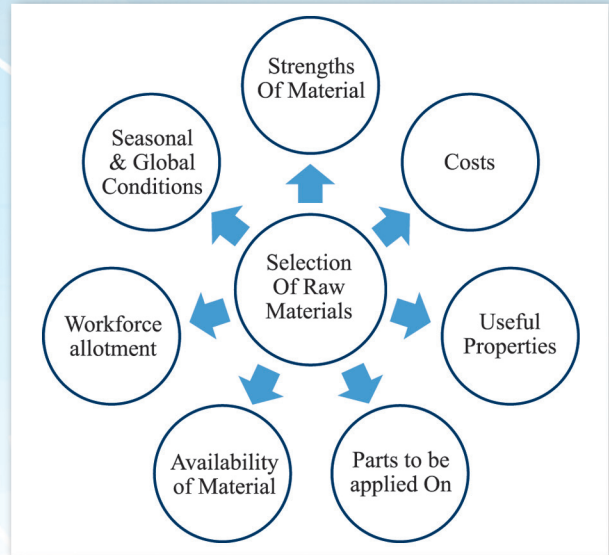 Strengths
Of Material
Costs
Useful
Properties
Parts to be
applied On
Availability
of Material
Workforce
allotment
Seasonal
& Global
Conditions
Selection
Of Raw
Materials